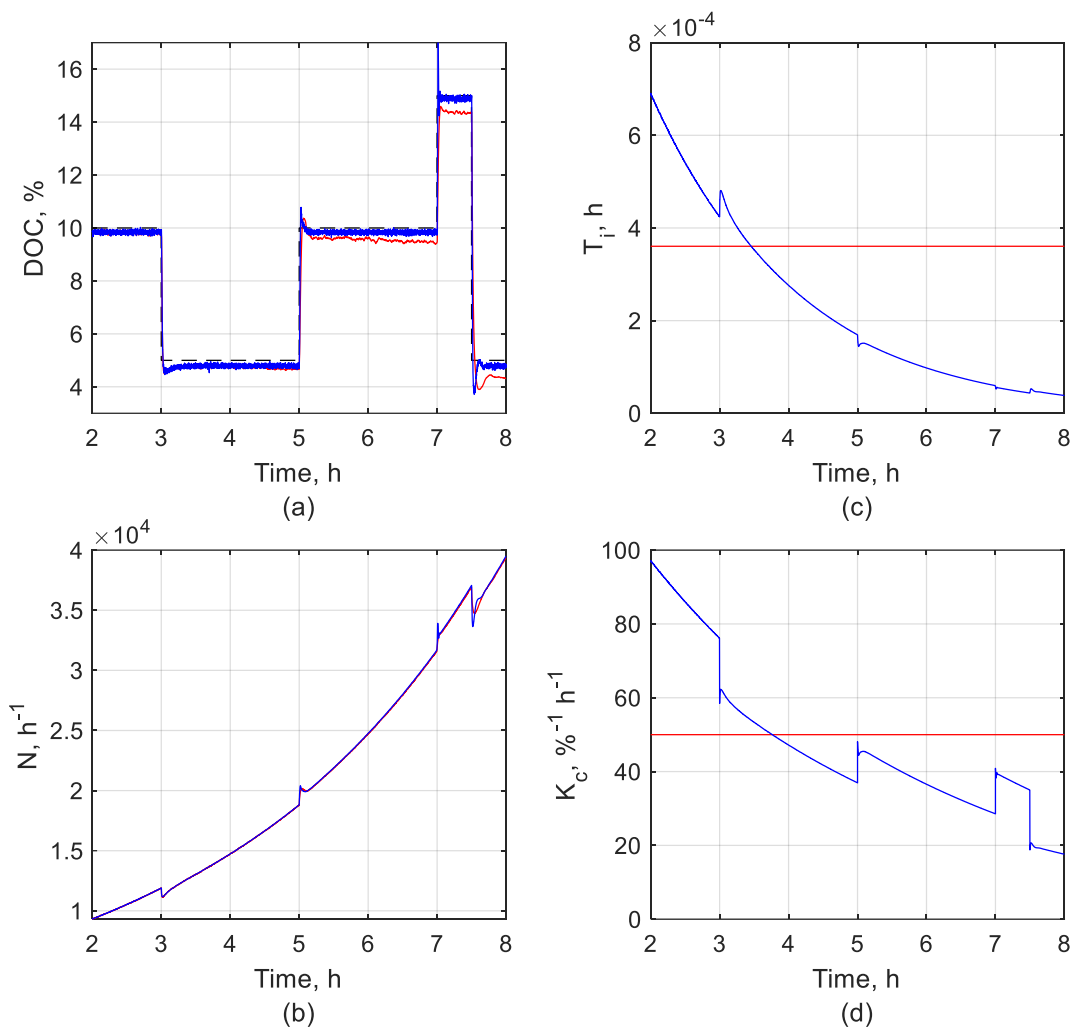 DOC, %
16
14
12
10
8
6
4
2 3 4 5 6 7 8
Time, h
(a)
×10⁻⁴
T_i, h
8
6
4
2
0
2 3 4 5 6 7 8
Time, h
(c)
×10⁴
N, h⁻¹
4
3.5
3
2.5
2
1.5
1
2 3 4 5 6 7 8
Time, h
(b)
K_c, %⁻¹ h⁻¹
100
80
60
40
20
0
2 3 4 5 6 7 8
Time, h
(d)